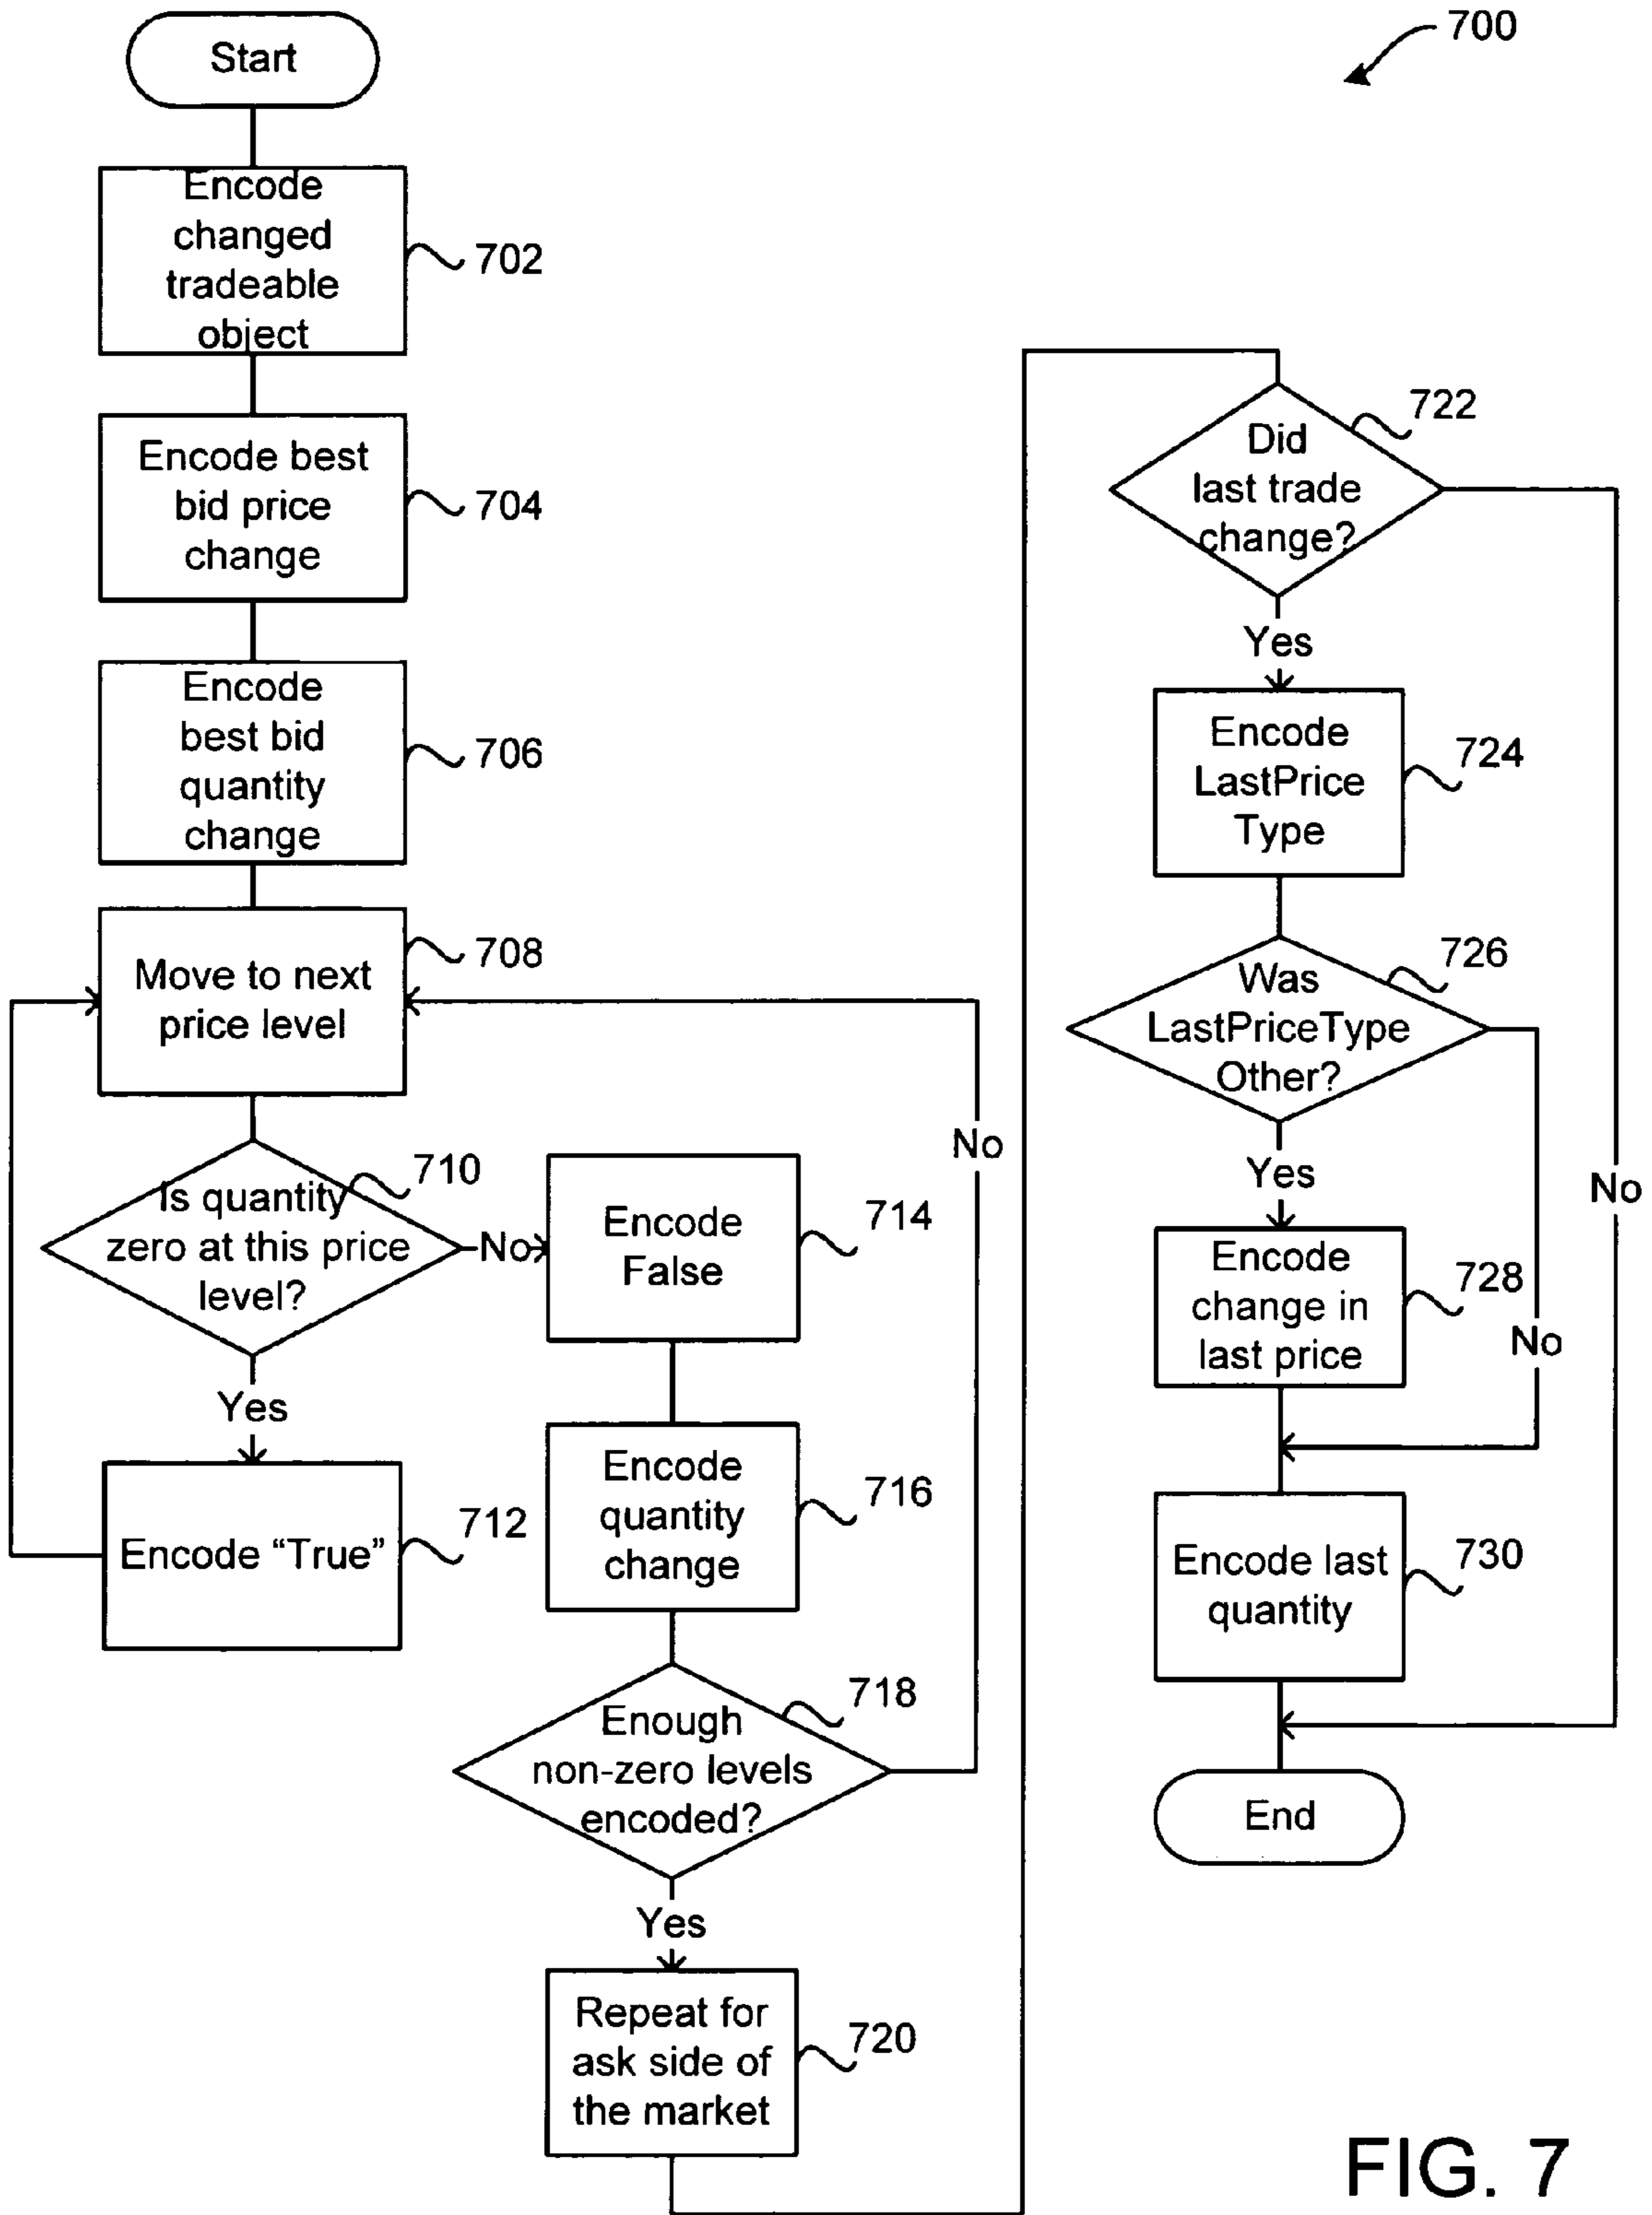 700
Start
Encode
changed
tradeable
object
702
Encode best
bid price
change
704
Encode
best bid
quantity
change
706
Move to next
price level
708
Is quantity
zero at this price
level?
710
No
Yes
Encode "True"
712
Encode
False
714
Encode
quantity
change
716
Enough
non-zero levels
encoded?
718
No
Yes
Repeat for
ask side of
the market
720
Did
last trade
change?
722
Yes
No
Encode
LastPrice
Type
724
Was
LastPriceType
Other?
726
Yes
No
Encode
change in
last price
728
Encode last
quantity
730
End
FIG. 7